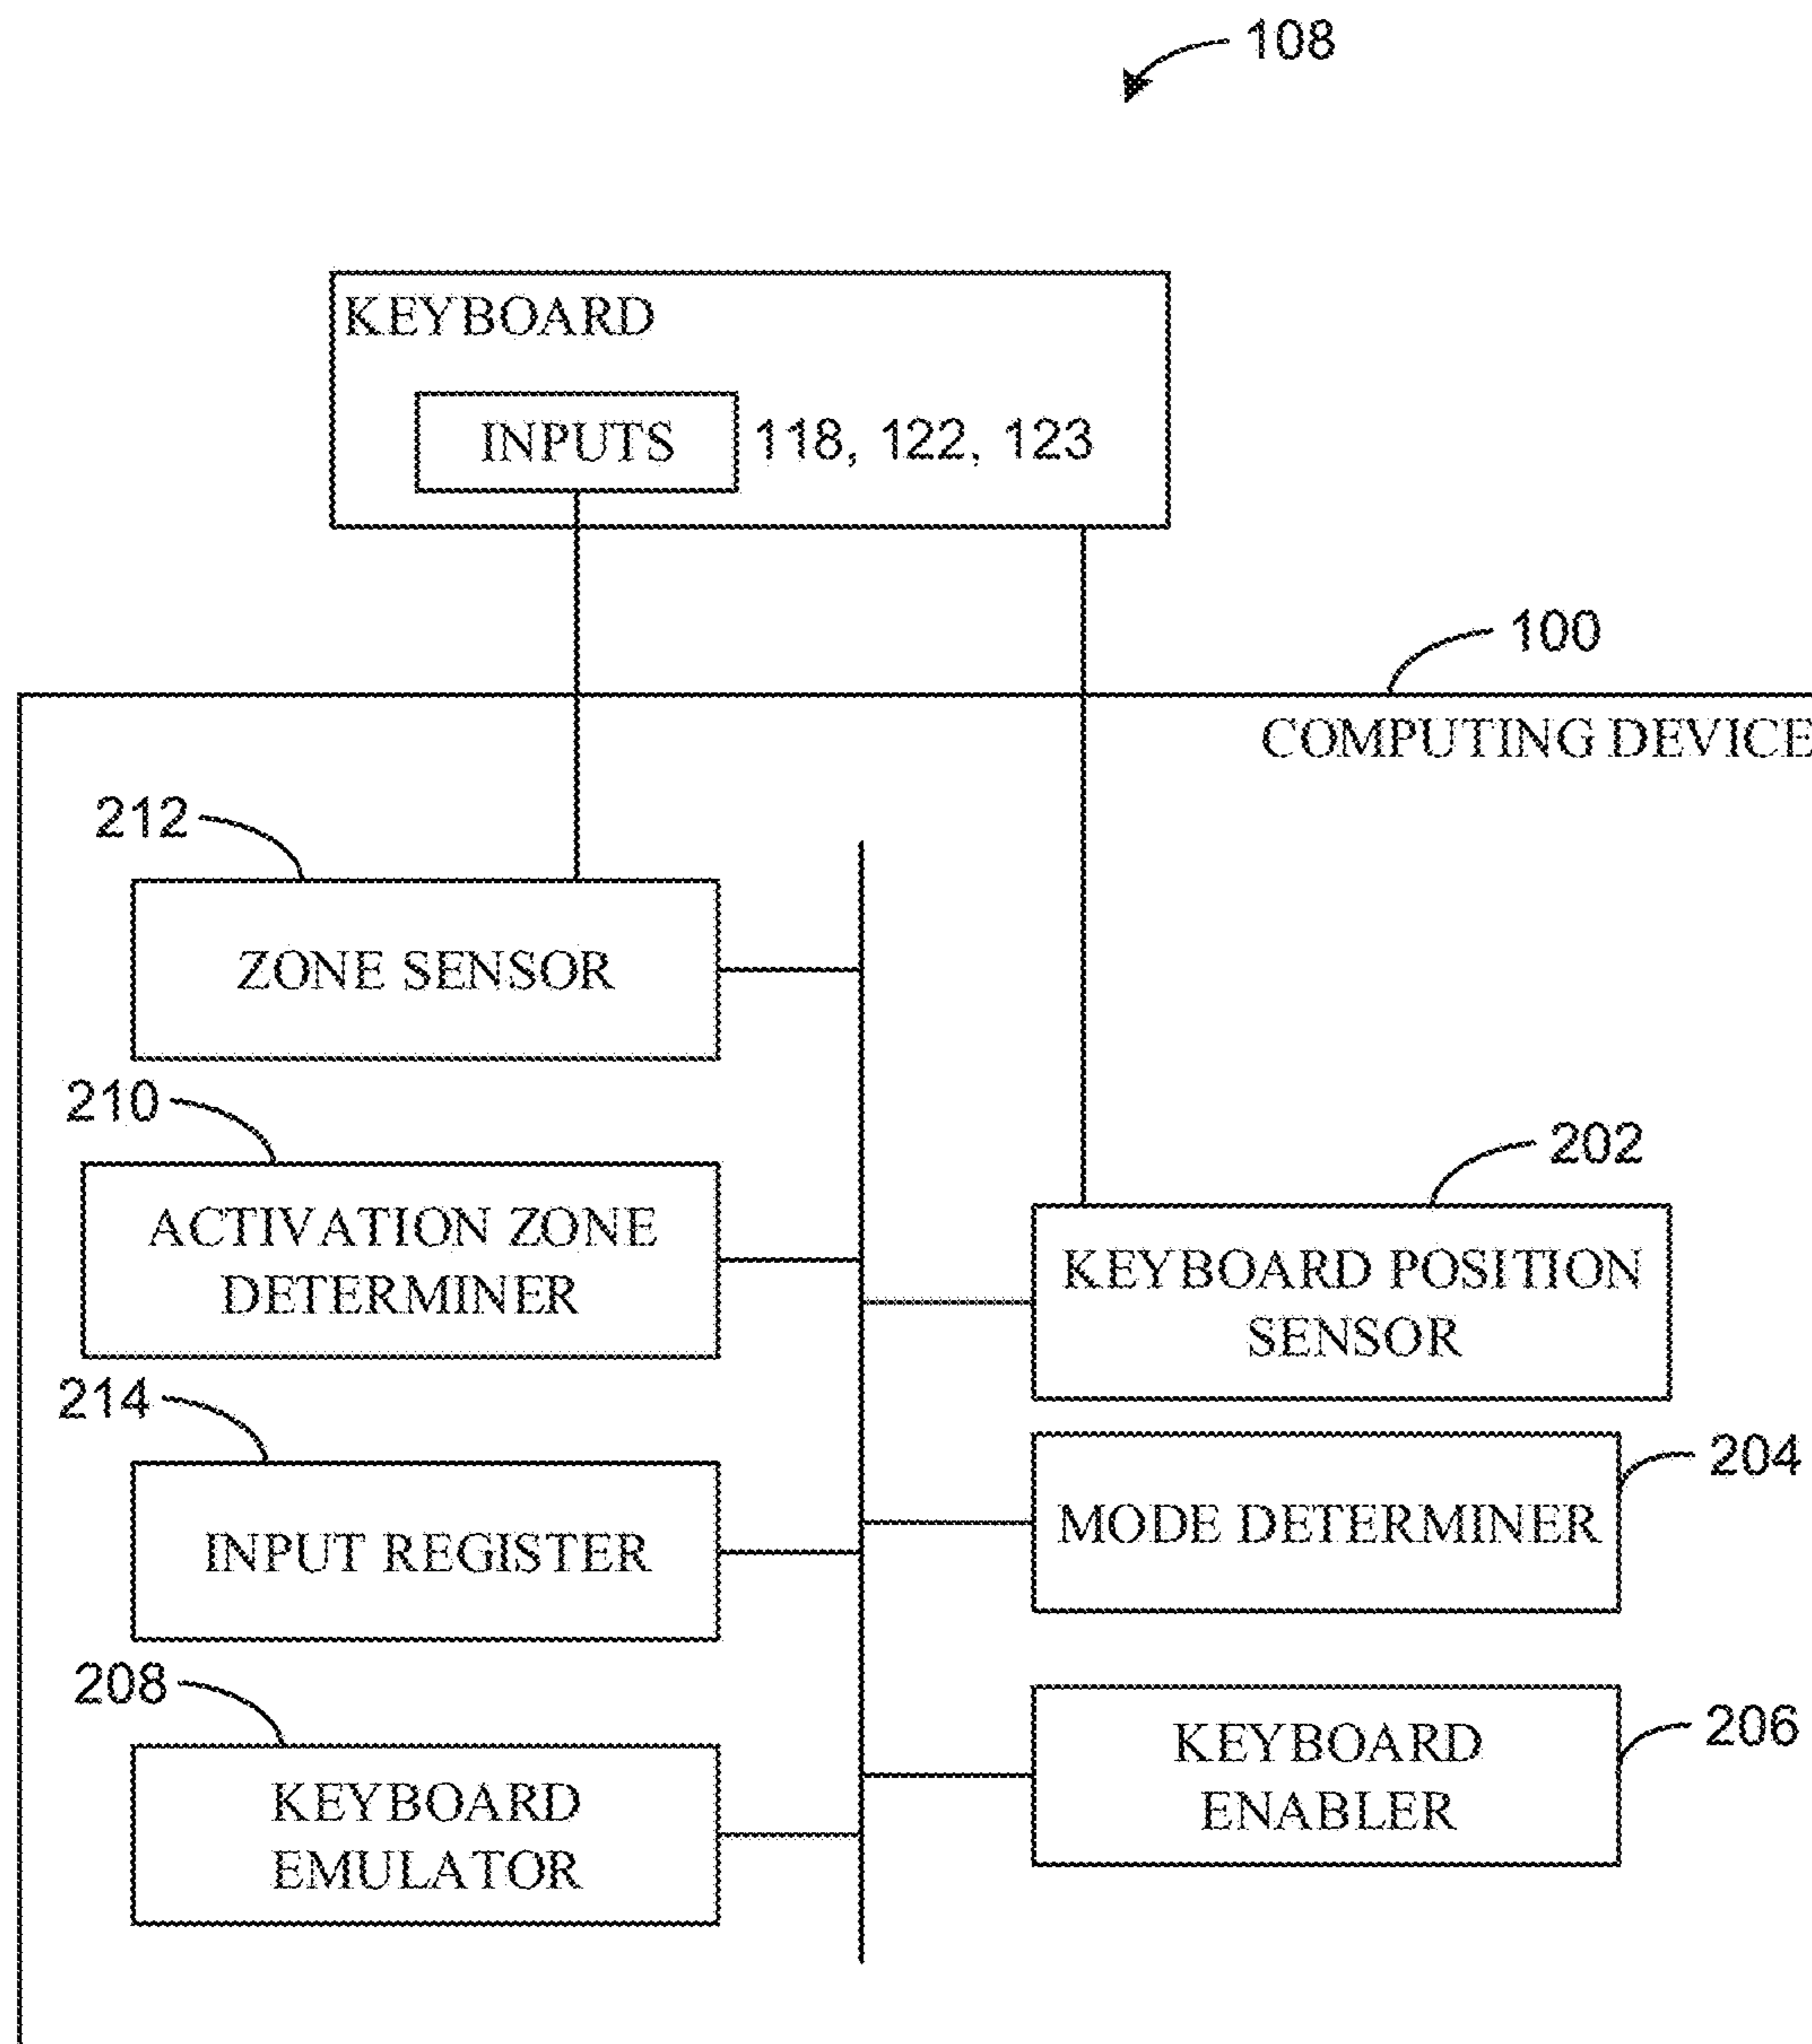 108
KEYBOARD
INPUTS 118, 122, 123
100
COMPUTING DEVICE
212
ZONE SENSOR
210
ACTIVATION ZONE
DETERMINER
202
KEYBOARD POSITION
SENSOR
214
INPUT REGISTER
204
MODE DETERMINER
208
KEYBOARD
EMULATOR
206
KEYBOARD
ENABLER